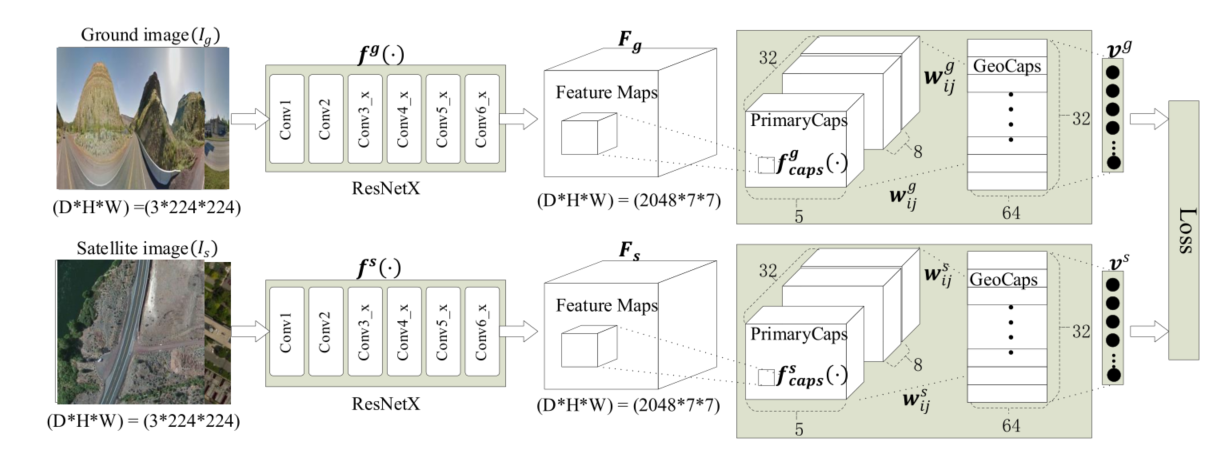 Ground image(I_g)
f^g(·)
Conv1
Conv2
Conv3_x
Conv4_x
Conv5_x
Conv6_x
ResNetX
(D*H*W) =(3*224*224)
F_g
Feature Maps
(D*H*W) = (2048*7*7)
32
PrimaryCaps
f^g_caps(·)
8
5
w^g_ij
w^g_ij
GeoCaps
32
64
v^g
Satellite image(I_s)
f^s(·)
Conv1
Conv2
Conv3_x
Conv4_x
Conv5_x
Conv6_x
ResNetX
(D*H*W) = (3*224*224)
F_s
Feature Maps
(D*H*W) = (2048*7*7)
32
PrimaryCaps
f^s_caps(·)
8
5
w^s_ij
w^s_ij
GeoCaps
32
64
v^s
Loss